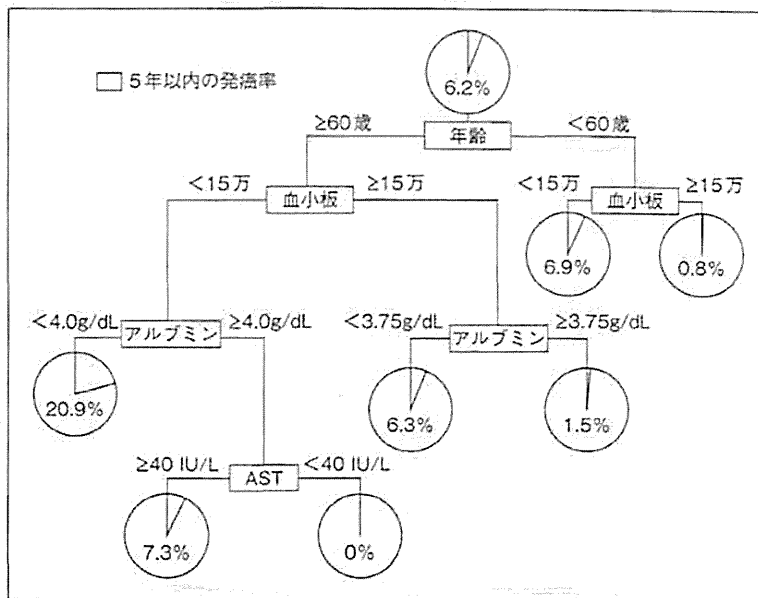 □ 5年以内の発癌率
6.2%
≥60歳 年齢 <60歳
<15万 血小板 ≥15万
<15万 血小板 ≥15万
6.9% 0.8%
<4.0g/dL アルブミン ≥4.0g/dL
<3.75g/dL アルブミン ≥3.75g/dL
20.9% 6.3% 1.5%
≥40 IU/L AST <40 IU/L
7.3% 0%